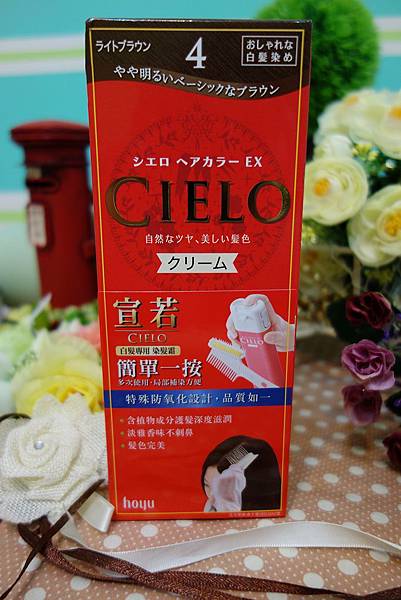 ライトブラウン
4
おしゃれな
白髪染め
やや明るいベーシックなブラウン
シエロ ヘアカラー EX
CIELO
自然なツヤ、美しい髪色
クリーム
宣若
CIELO
白髮專用 染髮霜
簡單一按
多次使用・局部補染方便
CIELO
特殊防氧化設計・品質如一
・含植物成分護髮深度滋潤
・淡雅香味不刺鼻
・髮色完美
hoyu